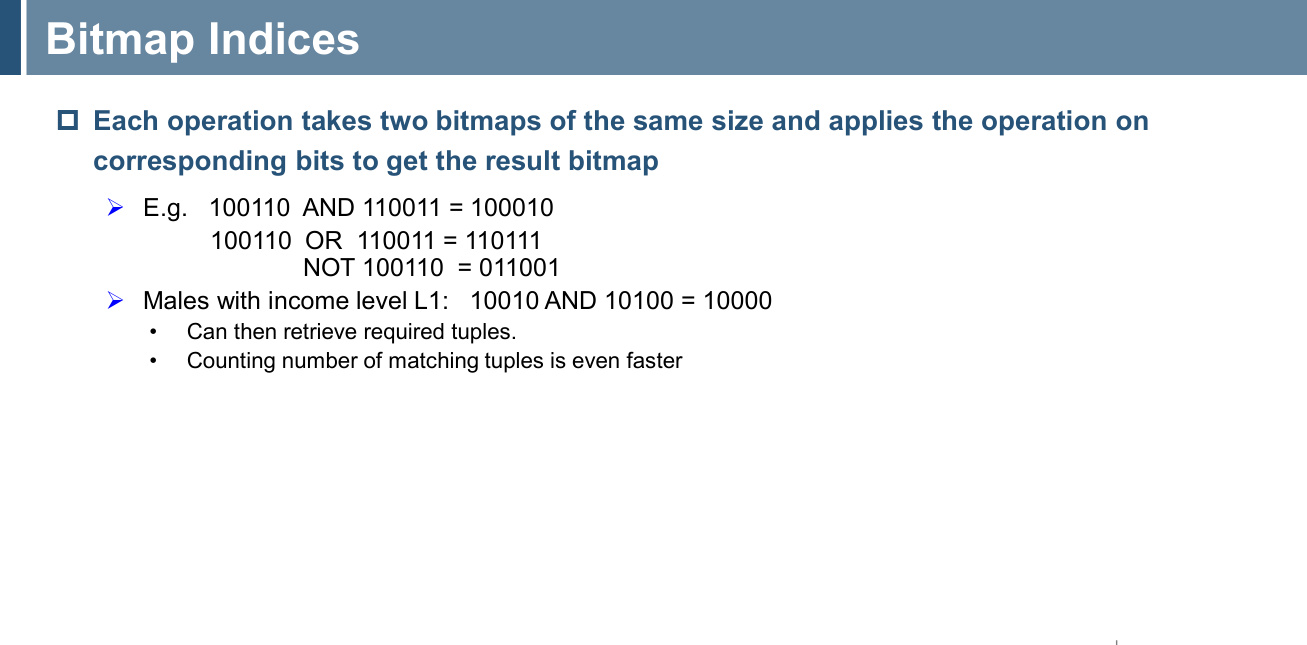 Bitmap Indices
Each operation takes two bitmaps of the same size and applies the operation on
corresponding bits to get the result bitmap
E.g. 100110 AND 110011 = 100010
100110 OR 110011 = 110111
NOT 100110 = 011001
Males with income level L1: 10010 AND 10100 = 10000
• Can then retrieve required tuples.
• Counting number of matching tuples is even faster